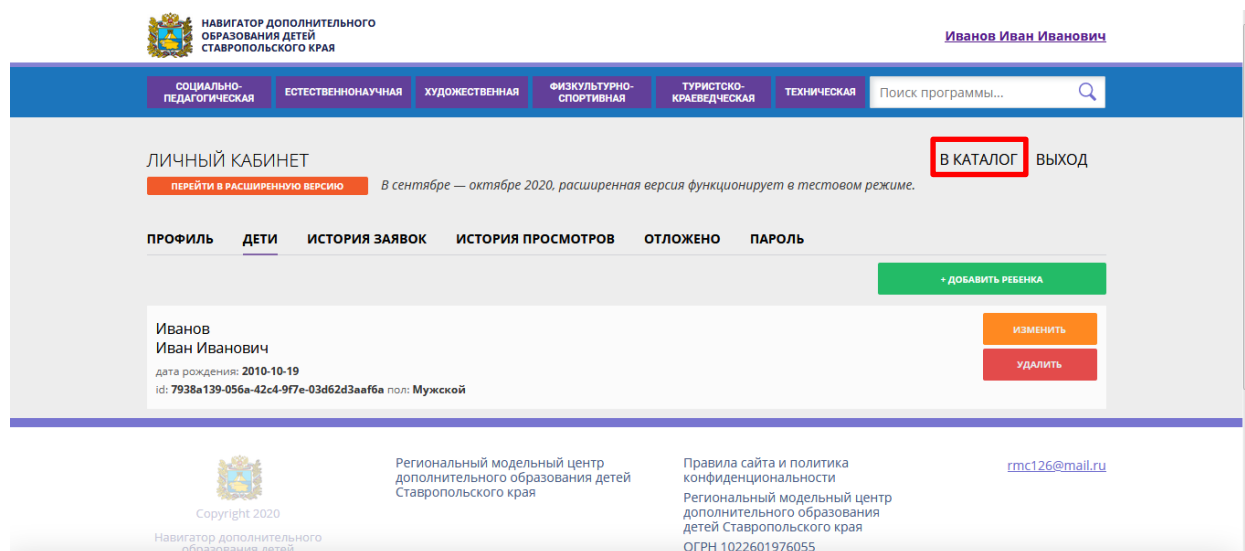 НАВИГАТОР ДОПОЛНИТЕЛЬНОГО
ОБРАЗОВАНИЯ ДЕТЕЙ
СТАВРОПОЛЬСКОГО КРАЯ
Иванов Иван Иванович
СОЦИАЛЬНО-
ПЕДАГОГИЧЕСКАЯ
ЕСТЕСТВЕННОНАУЧНАЯ
ХУДОЖЕСТВЕННАЯ
ФИЗКУЛЬТУРНО-
СПОРТИВНАЯ
ТУРИСТСКО-
КРАЕВЕДЧЕСКАЯ
ТЕХНИЧЕСКАЯ
Поиск программы...
ЛИЧНЫЙ КАБИНЕТ
В КАТАЛОГ ВЫХОД
ПЕРЕЙТИ В РАСШИРЕННУЮ ВЕРСИЮ
В сентябре — октябре 2020, расширенная версия функционирует в тестовом режиме.
ПРОФИЛЬ ДЕТИ ИСТОРИЯ ЗАЯВОК ИСТОРИЯ ПРОСМОТРОВ ОТЛОЖЕНО ПАРОЛЬ
+ ДОБАВИТЬ РЕБЕНКА
Иванов
Иван Иванович
дата рождения: 2010-10-19
id: 7938a139-056a-42c4-9f7e-03d62d3aaf6a пол: Мужской
ИЗМЕНИТЬ
УДАЛИТЬ
Copyright 2020
Навигатор дополнительного
образования детей
Региональный модельный центр
дополнительного образования детей
Ставропольского края
Правила сайта и политика
конфиденциональности
Региональный модельный центр
дополнительного образования
детей Ставропольского края
ОГРН 1022601976055
rmc126@mail.ru